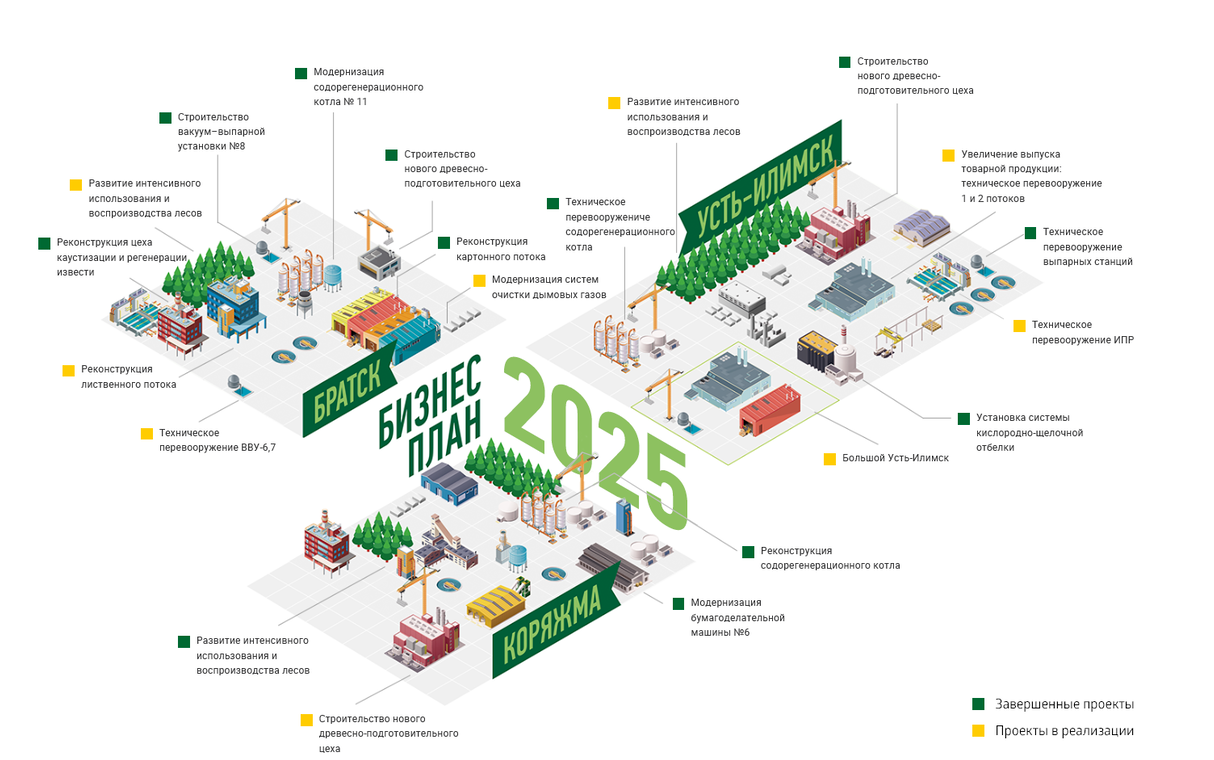 Строительство
нового древесно-
подготовительного цеха
Модернизация
содорегенерационного
котла № 11
Развитие интенсивного
использования и
воспроизводства лесов
Строительство
вакуум–выпарной
установки №8
Строительство
нового древесно-
подготовительного цеха
Увеличение выпуска
товарной продукции:
техническое перевооружение
1 и 2 потоков
Развитие интенсивного
использования и
воспроизводства лесов
Техническое
перевооружениче
содорегенерационного
котла
УСТЬ-ИЛИМСК
Техническое
перевооружение
выпарных станций
Реконструкция цеха
каустизации и регенерации
извести
Реконструкция
картонного потока
Модернизация систем
очистки дымовых газов
Техническое
перевооружение ИПР
Реконструкция
лиственного потока
БРАТСК
БИЗНЕС
ПЛАН
2025
Техническое
перевооружение ВВУ-6,7
Установка системы
кислородно-щелочной
отбелки
Большой Усть-Илимск
Реконструкция
содорегенерационного котла
КОРЯЖМА
Модернизация
бумагоделательной
машины №6
Развитие интенсивного
использования и
воспроизводства лесов
Строительство нового
древесно-подготовительного
цеха
Завершенные проекты
Проекты в реализации